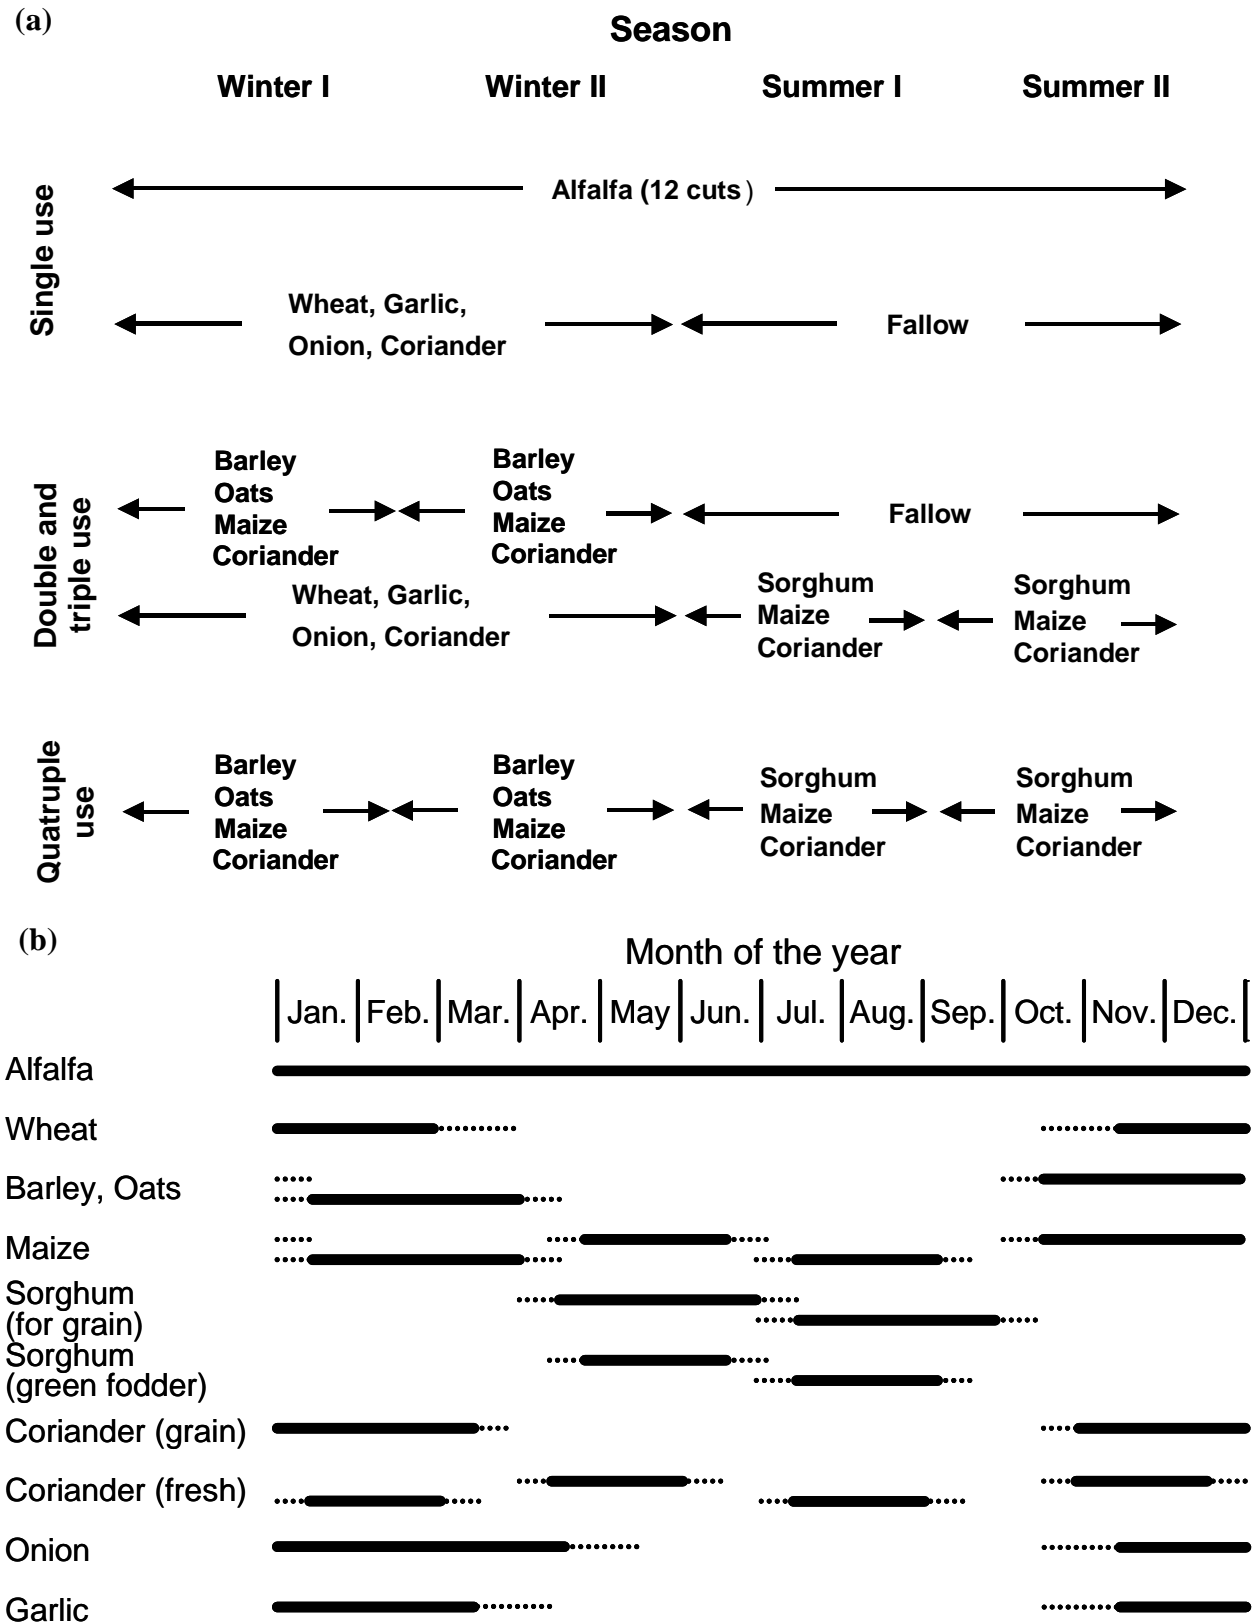 (a)
Season
Winter I Winter II Summer I Summer II
Single use
Alfalfa (12 cuts)
Wheat, Garlic,
Onion, Coriander
Fallow
Double and
triple use
Barley
Oats
Maize
Coriander
Barley
Oats
Maize
Coriander
Fallow
Wheat, Garlic,
Onion, Coriander
Sorghum
Maize
Coriander
Sorghum
Maize
Coriander
Quatruple
use
Barley
Oats
Maize
Coriander
Barley
Oats
Maize
Coriander
Sorghum
Maize
Coriander
Sorghum
Maize
Coriander
(b)
Month of the year
Jan. Feb. Mar. Apr. May Jun. Jul. Aug. Sep. Oct. Nov. Dec.
Alfalfa
Wheat
Barley, Oats
Maize
Sorghum
(for grain)
Sorghum
(green fodder)
Coriander (grain)
Coriander (fresh)
Onion
Garlic